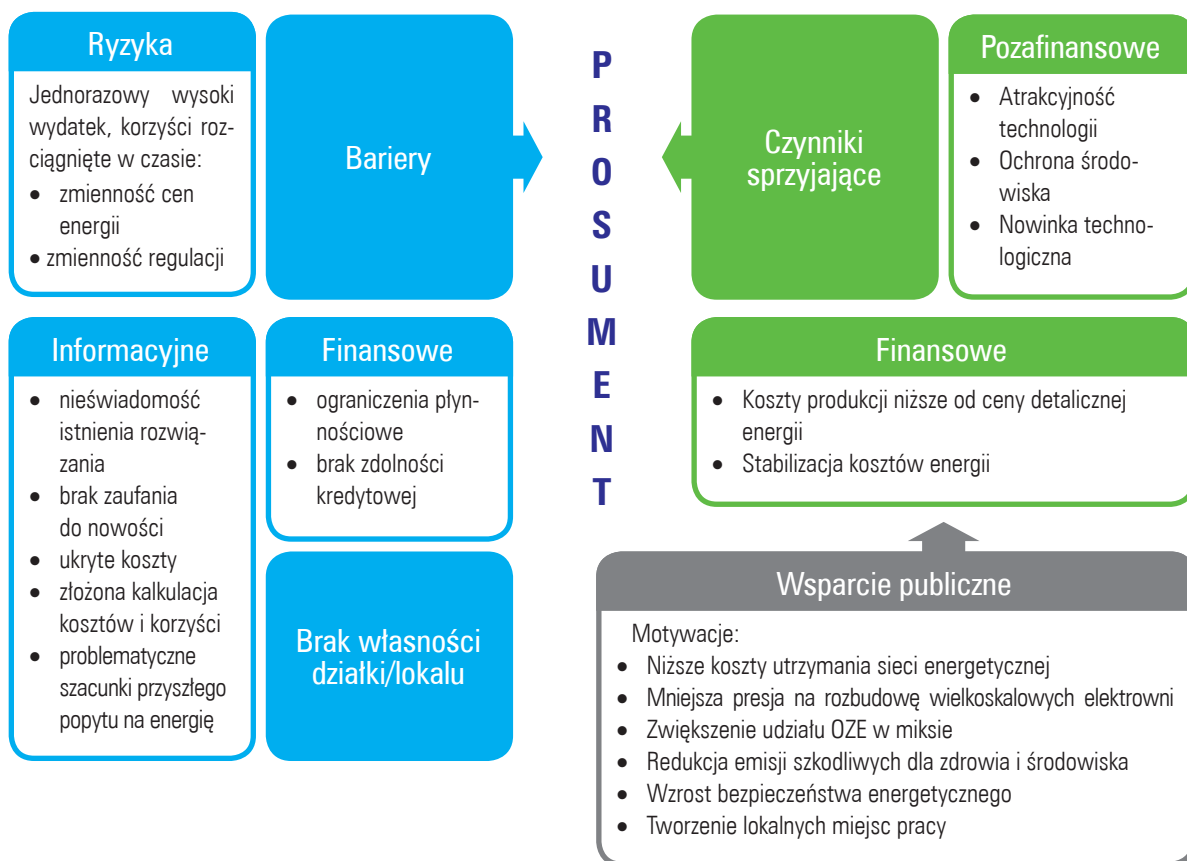 Ryzyka
Jednorazowy wysoki
wydatek, korzyści roz-
ciągnięte w czasie:
• zmienność cen
energii
• zmienność regulacji
Bariery
Informacyjne
• nieświadomość
istnienia rozwią-
zania
• brak zaufania
do nowości
• ukryte koszty
• złożona kalkulacja
kosztów i korzyści
• problematyczne
szacunki przyszłego
popytu na energię
Finansowe
• ograniczenia płyn-
nościowe
• brak zdolności
kredytowej
Brak własności
działki/lokalu
P
R
O
S
U
M
E
N
T
Czynniki
sprzyjające
Pozafinansowe
• Atrakcyjność
technologii
• Ochrona środo-
wiska
• Nowinka techno-
logiczna
Finansowe
• Koszty produkcji niższe od ceny detalicznej
energii
• Stabilizacja kosztów energii
Wsparcie publiczne
Motywacje:
• Niższe koszty utrzymania sieci energetycznej
• Mniejsza presja na rozbudowę wielkoskalowych elektrowni
• Zwiększenie udziału OZE w miksie
• Redukcja emisji szkodliwych dla zdrowia i środowiska
• Wzrost bezpieczeństwa energetycznego
• Tworzenie lokalnych miejsc pracy